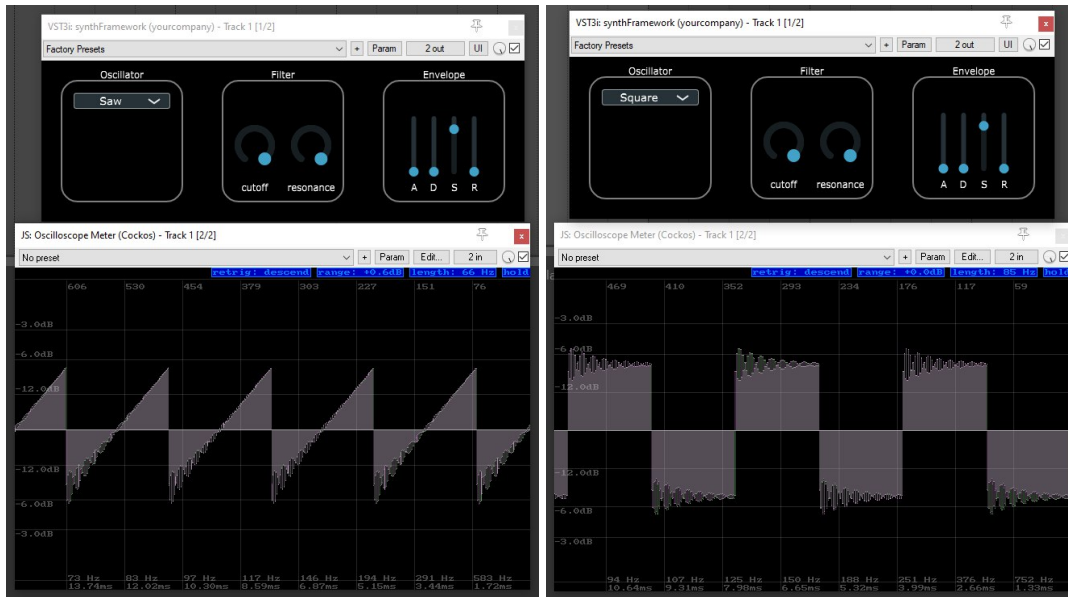 VST3i: synthFramework (yourcompany) - Track 1 [1/2]
Factory Presets
+ Param 2 out UI
Oscillator Filter Envelope
Saw
cutoff resonance A D S R
JS: Oscilloscope Meter (Cockos) - Track 1 [2/2]
No preset
+ Param Edit... 2 in
retrig: descend range: +0.6dB length: 66 Hz hold
606 530 454 379 303 227 151 76
-3.0dB
-6.0dB
-12.0dB
-12.0dB
-6.0dB
-3.0dB
73 Hz 83 Hz 97 Hz 117 Hz 146 Hz 194 Hz 291 Hz 583 Hz
13.74ms 12.02ms 10.30ms 8.59ms 6.87ms 5.15ms 3.44ms 1.72ms
VST3i: synthFramework (yourcompany) - Track 1 [1/2]
x
Factory Presets
+ Param 2 out UI
Oscillator Filter Envelope
Square
cutoff resonance A D S R
JS: Oscilloscope Meter (Cockos) - Track 1 [2/2]
No preset
+ Param Edit... 2 in
retrig: descend range: +0.0dB length: 85 Hz hold
469 410 352 293 234 176 117 59
-3.0dB
-6.0dB
-12.0dB
-12.0dB
-6.0dB
-3.0dB
94 Hz 107 Hz 125 Hz 150 Hz 188 Hz 251 Hz 376 Hz 752 Hz
10.64ms 9.31ms 7.98ms 6.65ms 5.32ms 3.99ms 2.66ms 1.33ms